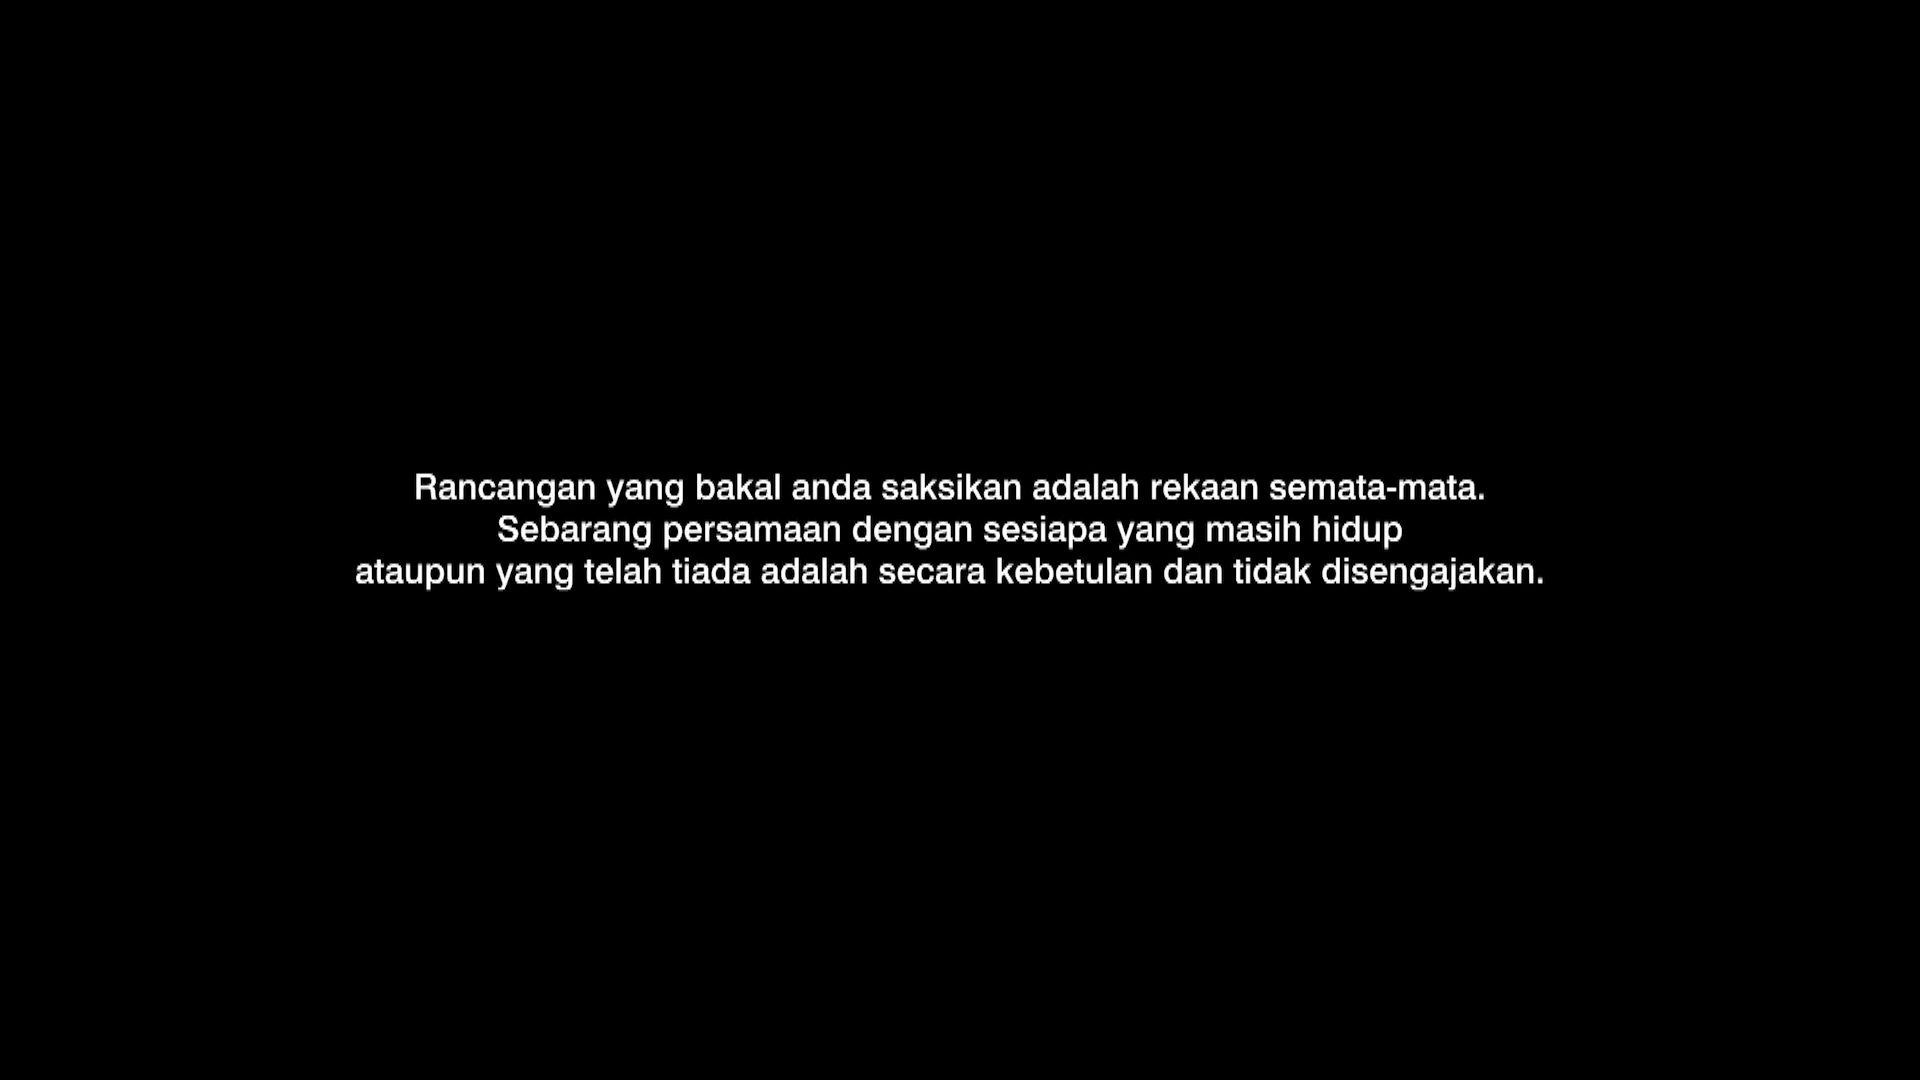 Rancangan yang bakal anda saksikan adalah rekaan semata-mata.
Sebarang persamaan dengan sesiapa yang masih hidup
ataupun yang telah tiada adalah secara kebetulan dan tidak disengajakan.